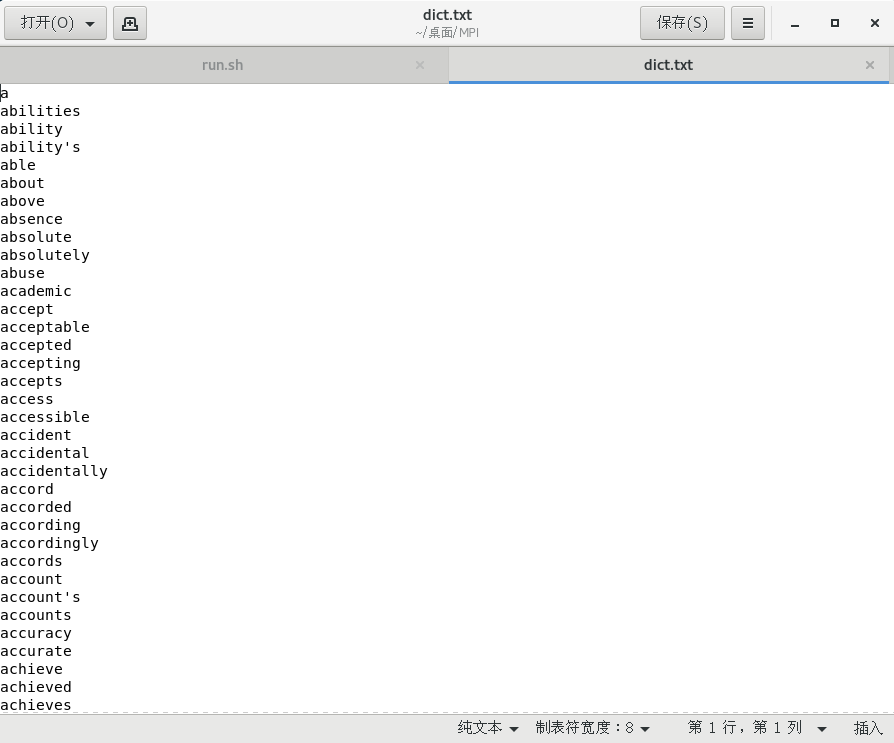 打开(O)
dict.txt
~/桌面/MPI
保存(S)
run.sh
dict.txt
a
abilities
ability
ability's
able
about
above
absence
absolute
absolutely
abuse
academic
accept
acceptable
accepted
accepting
accepts
access
accessible
accident
accidental
accidentally
accord
accorded
according
accordingly
accords
account
account's
accounts
accuracy
accurate
achieve
achieved
achieves
纯文本 制表符宽度：8 第 1 行，第 1 列 插入